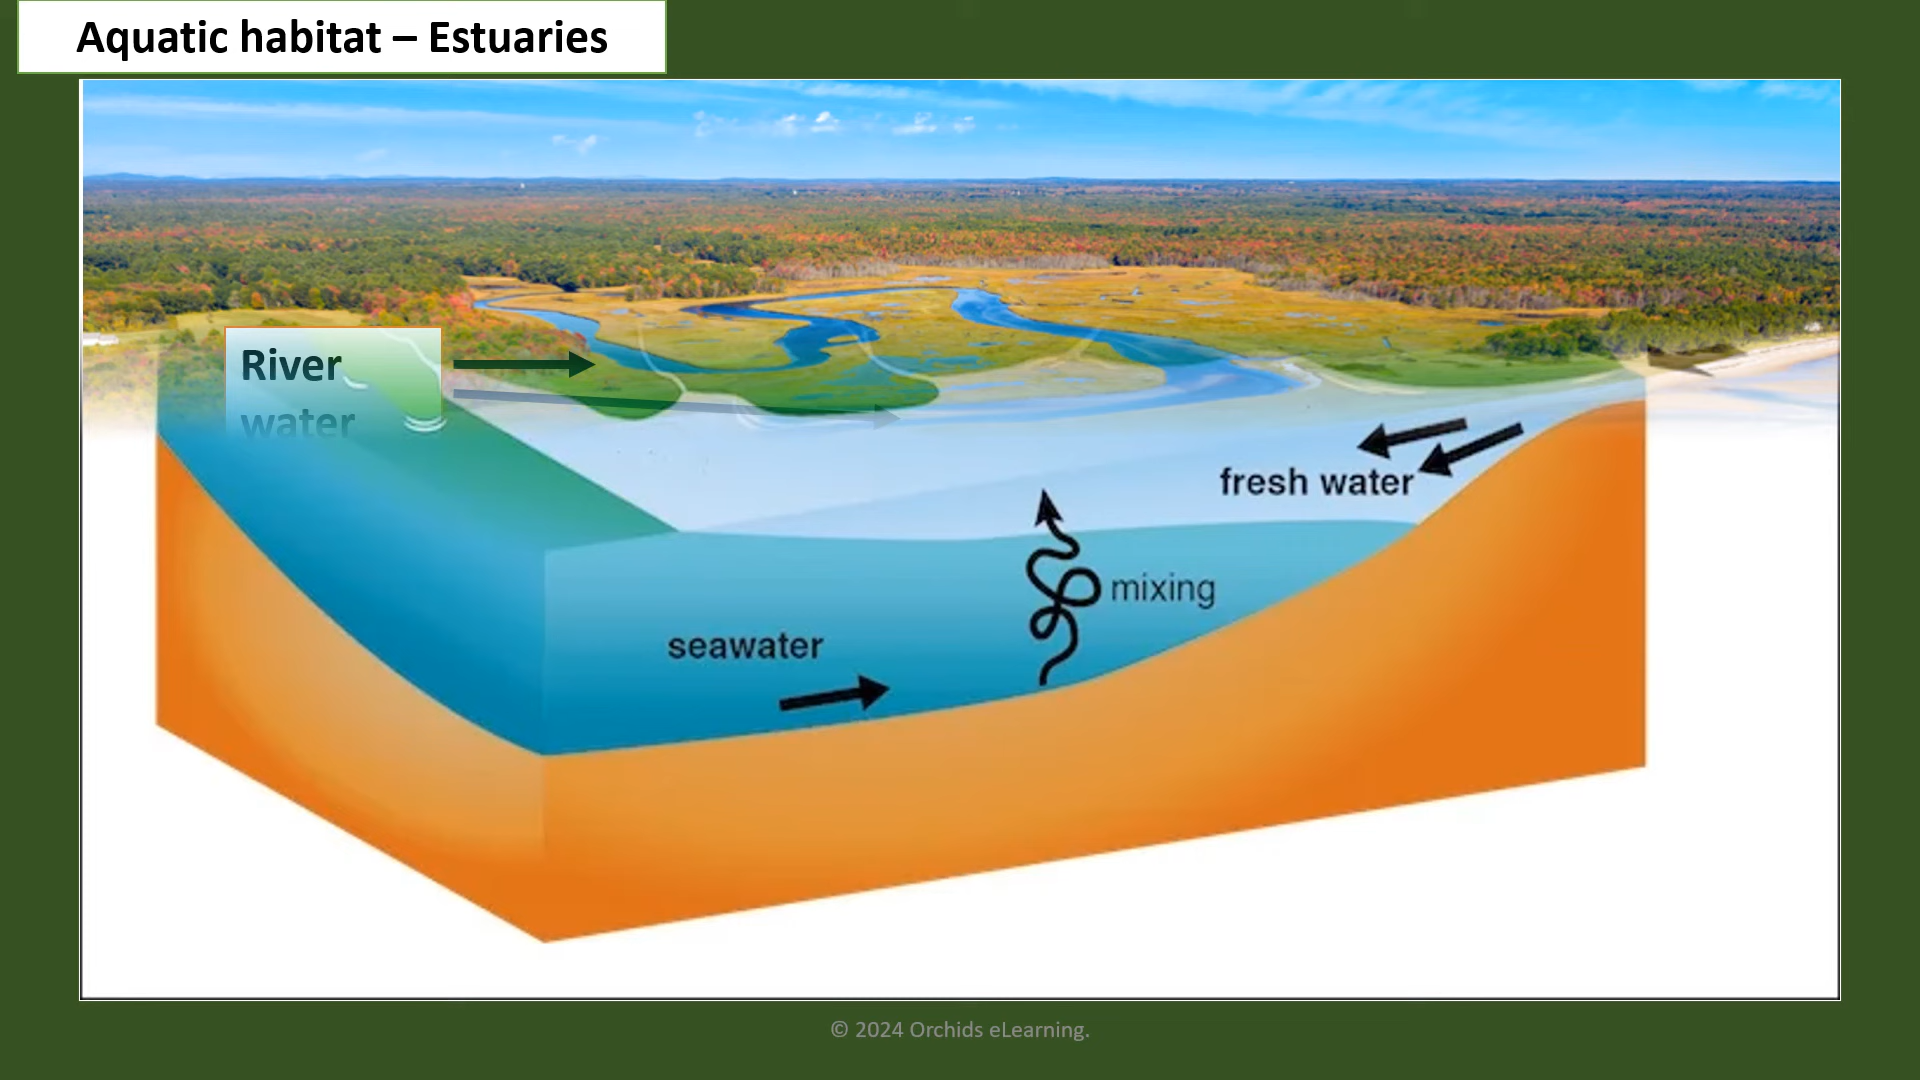 Aquatic habitat – Estuaries
River
water
fresh water
mixing
seawater
© 2024 Orchids eLearning.